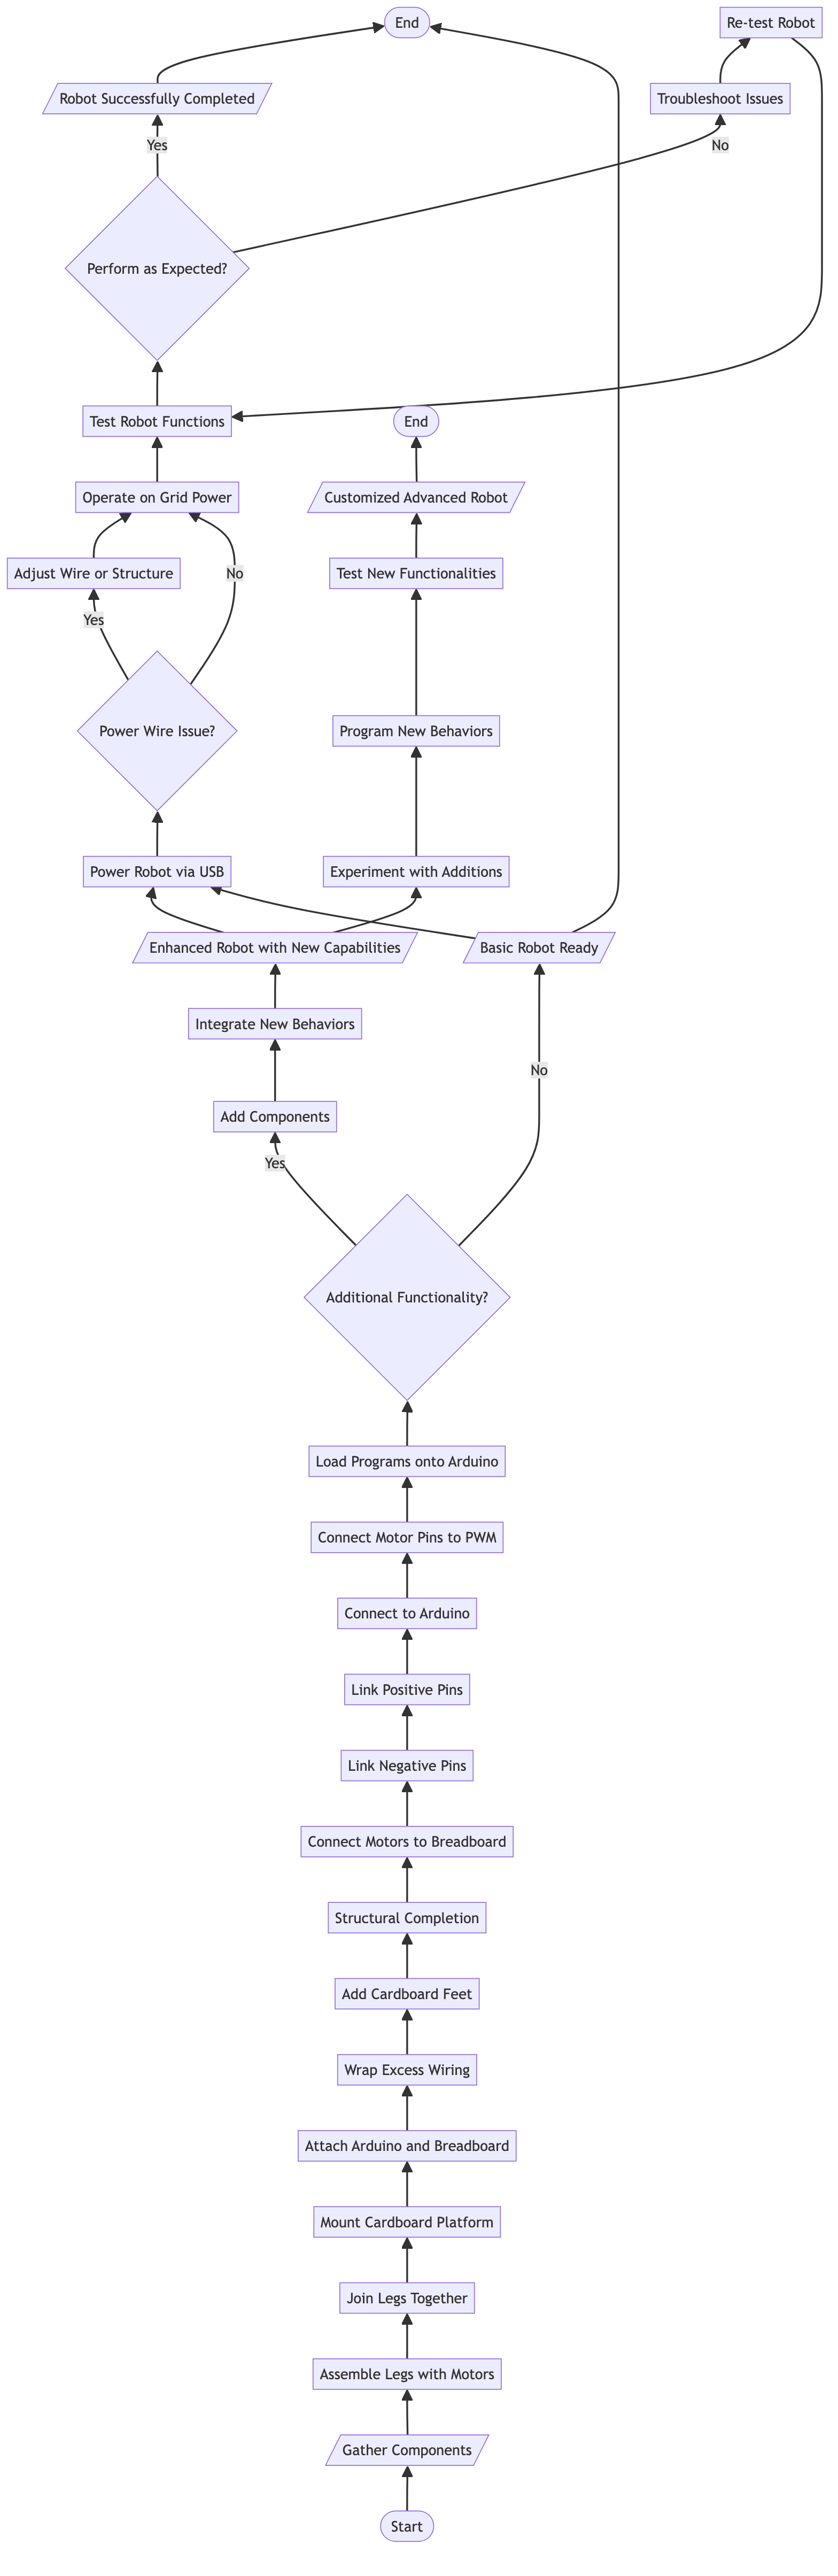 End
Re-test Robot
Robot Successfully Completed
Troubleshoot Issues
Yes
No
Perform as Expected?
Test Robot Functions
End
Operate on Grid Power
Customized Advanced Robot
Adjust Wire or Structure
No
Test New Functionalities
Yes
Power Wire Issue?
Program New Behaviors
Power Robot via USB
Experiment with Additions
Enhanced Robot with New Capabilities
Basic Robot Ready
Integrate New Behaviors
No
Add Components
Yes
Additional Functionality?
Load Programs onto Arduino
Connect Motor Pins to PWM
Connect to Arduino
Link Positive Pins
Link Negative Pins
Connect Motors to Breadboard
Structural Completion
Add Cardboard Feet
Wrap Excess Wiring
Attach Arduino and Breadboard
Mount Cardboard Platform
Join Legs Together
Assemble Legs with Motors
Gather Components
Start